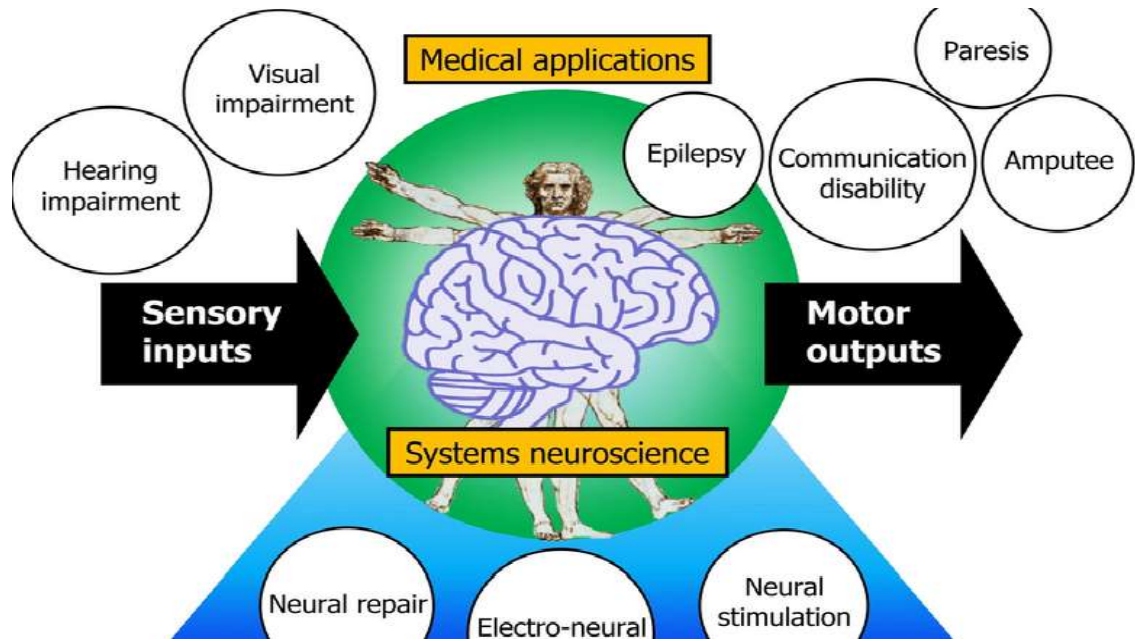 Medical applications
Visual
impairment
Hearing
impairment
Epilepsy
Communication
disability
Paresis
Amputee
Sensory
inputs
Motor
outputs
Systems neuroscience
Neural repair
Electro-neural
Neural
stimulation